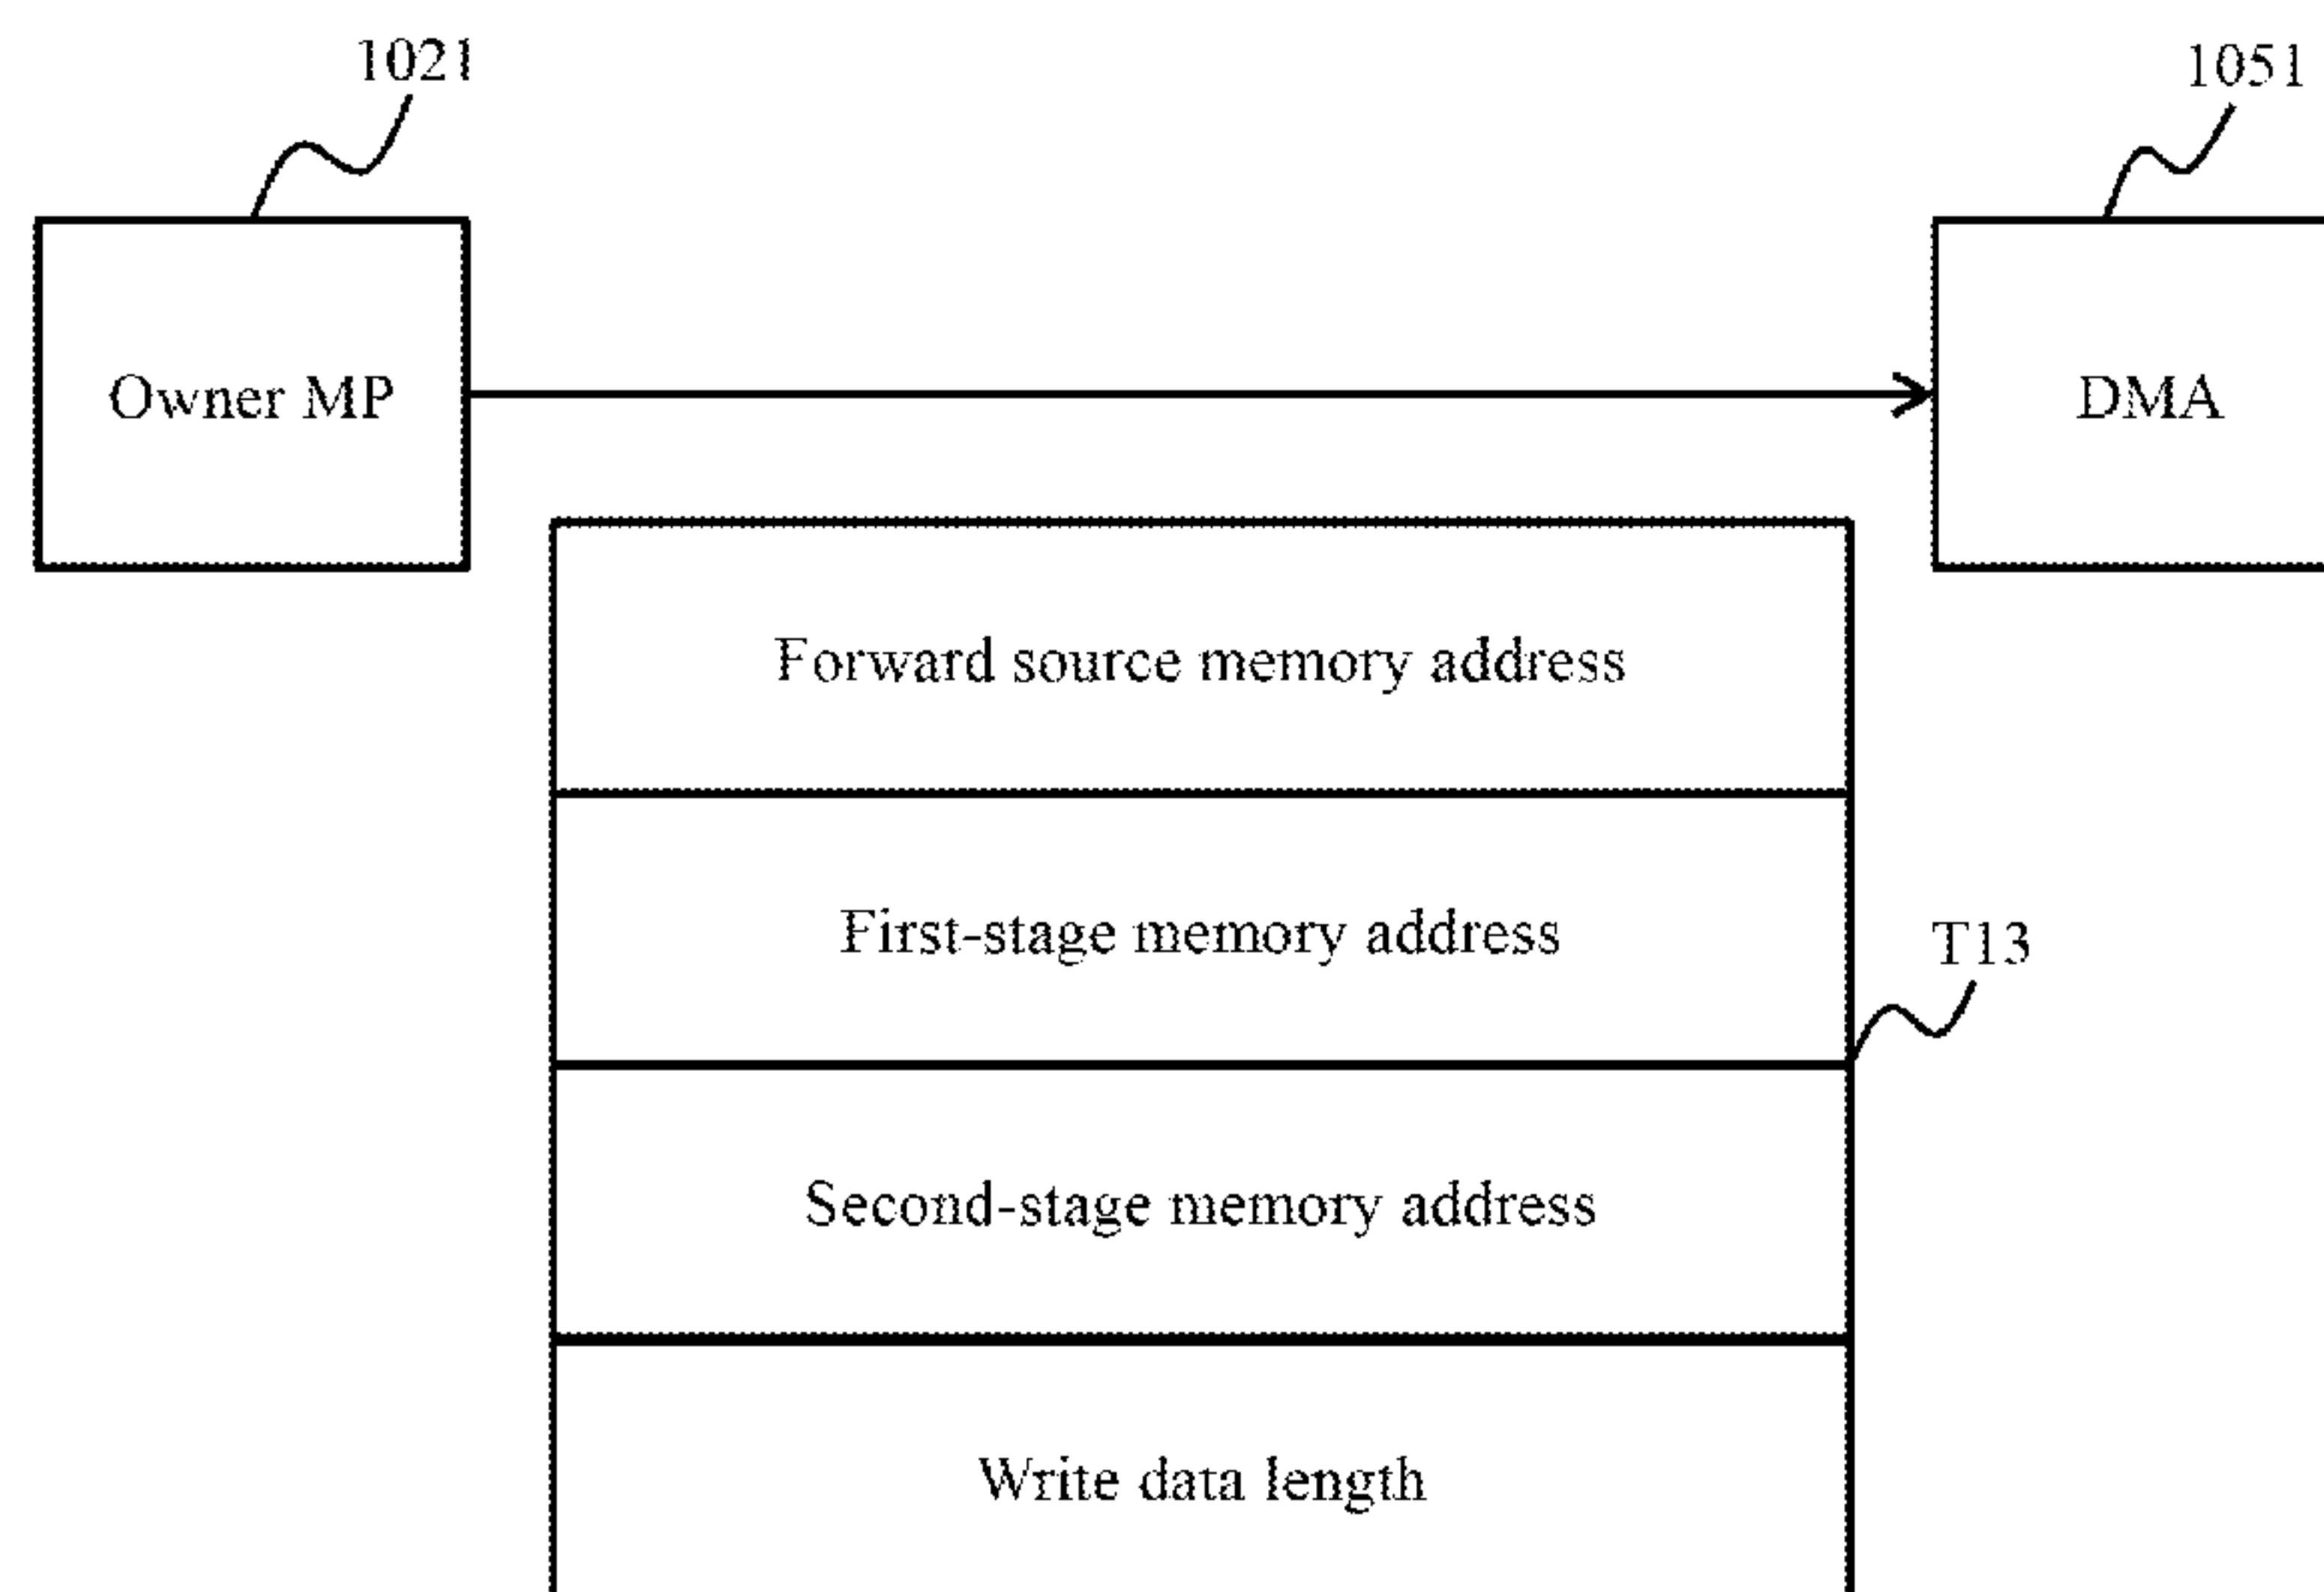 1021
1051
Owner MP
DMA
Forward source memory address
First-stage memory address
T13
Second-stage memory address
Write data length